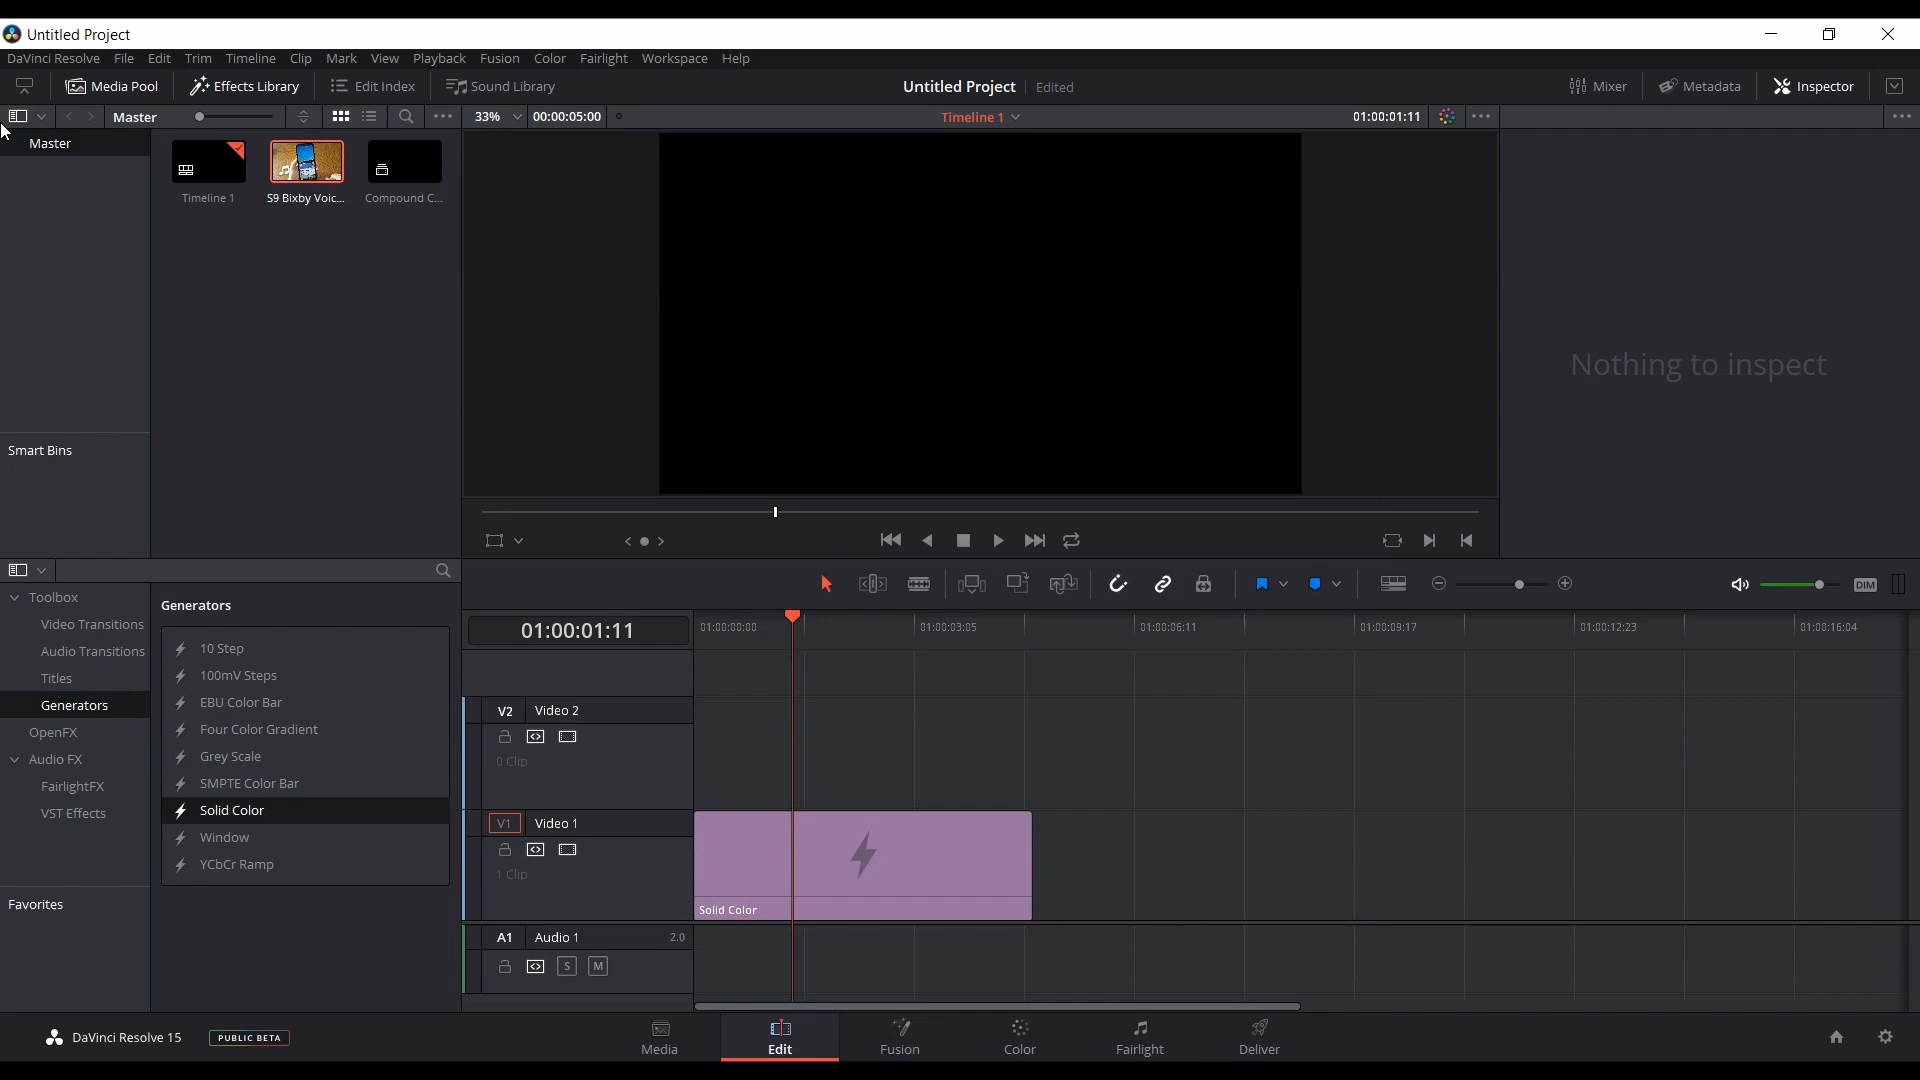 Untitled Project
DaVinci Resolve File Edit Trim Timeline Clip Mark View Playback Fusion Color Fairlight Workspace Help
Media Pool Effects Library Edit Index Sound Library Untitled Project Edited Mixer Metadata Inspector
Master 33% 00:00:05:00 Timeline 1 01:00:01:11
Master
Timeline 1 S9 Bixby Voic... Compound C...
Nothing to inspect
Smart Bins
Toolbox
Video Transitions
Audio Transitions
Titles
Generators
OpenFX
Audio FX
FairlightFX
VST Effects
Favorites
Generators
10 Step
100mV Steps
EBU Color Bar
Four Color Gradient
Grey Scale
SMPTE Color Bar
Solid Color
Window
YCbCr Ramp
DIM
01:00:01:11 01:00:00:00 01:00:03:05 01:00:06:11 01:00:09:17 01:00:12:23 01:00:16:04
V2 Video 2
0 Clip
V1 Video 1
1 Clip
Solid Color
A1 Audio 1 2.0
S M
DaVinci Resolve 15 PUBLIC BETA Media Edit Fusion Color Fairlight Deliver